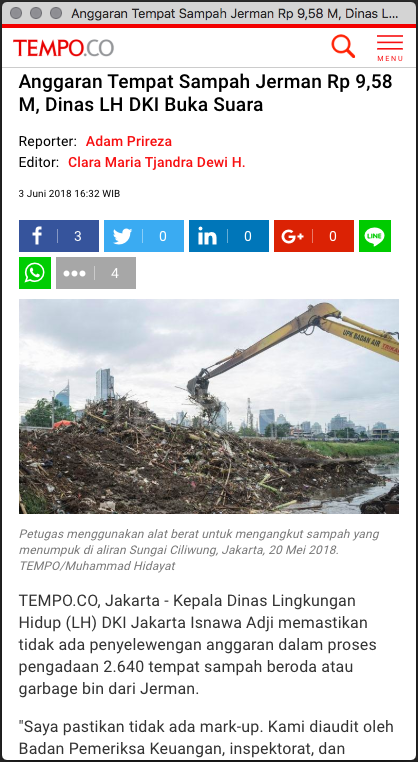 Anggaran Tempat Sampah Jerman Rp 9,58 M, Dinas L...
TEMPO.CO
MENU
Anggaran Tempat Sampah Jerman Rp 9,58
M, Dinas LH DKI Buka Suara
Reporter: Adam Prireza
Editor: Clara Maria Tjandra Dewi H.
3 Juni 2018 16:32 WIB
f 3
0
in 0
G+ 0
LINE
4
UPK BADAN AIR
Petugas menggunakan alat berat untuk mengangkut sampah yang
menumpuk di aliran Sungai Ciliwung, Jakarta, 20 Mei 2018.
TEMPO/Muhammad Hidayat
TEMPO.CO, Jakarta - Kepala Dinas Lingkungan
Hidup (LH) DKI Jakarta Isnawa Adji memastikan
tidak ada penyelewengan anggaran dalam proses
pengadaan 2.640 tempat sampah beroda atau
garbage bin dari Jerman.
"Saya pastikan tidak ada mark-up. Kami diaudit oleh
Badan Pemeriksa Keuangan, inspektorat, dan